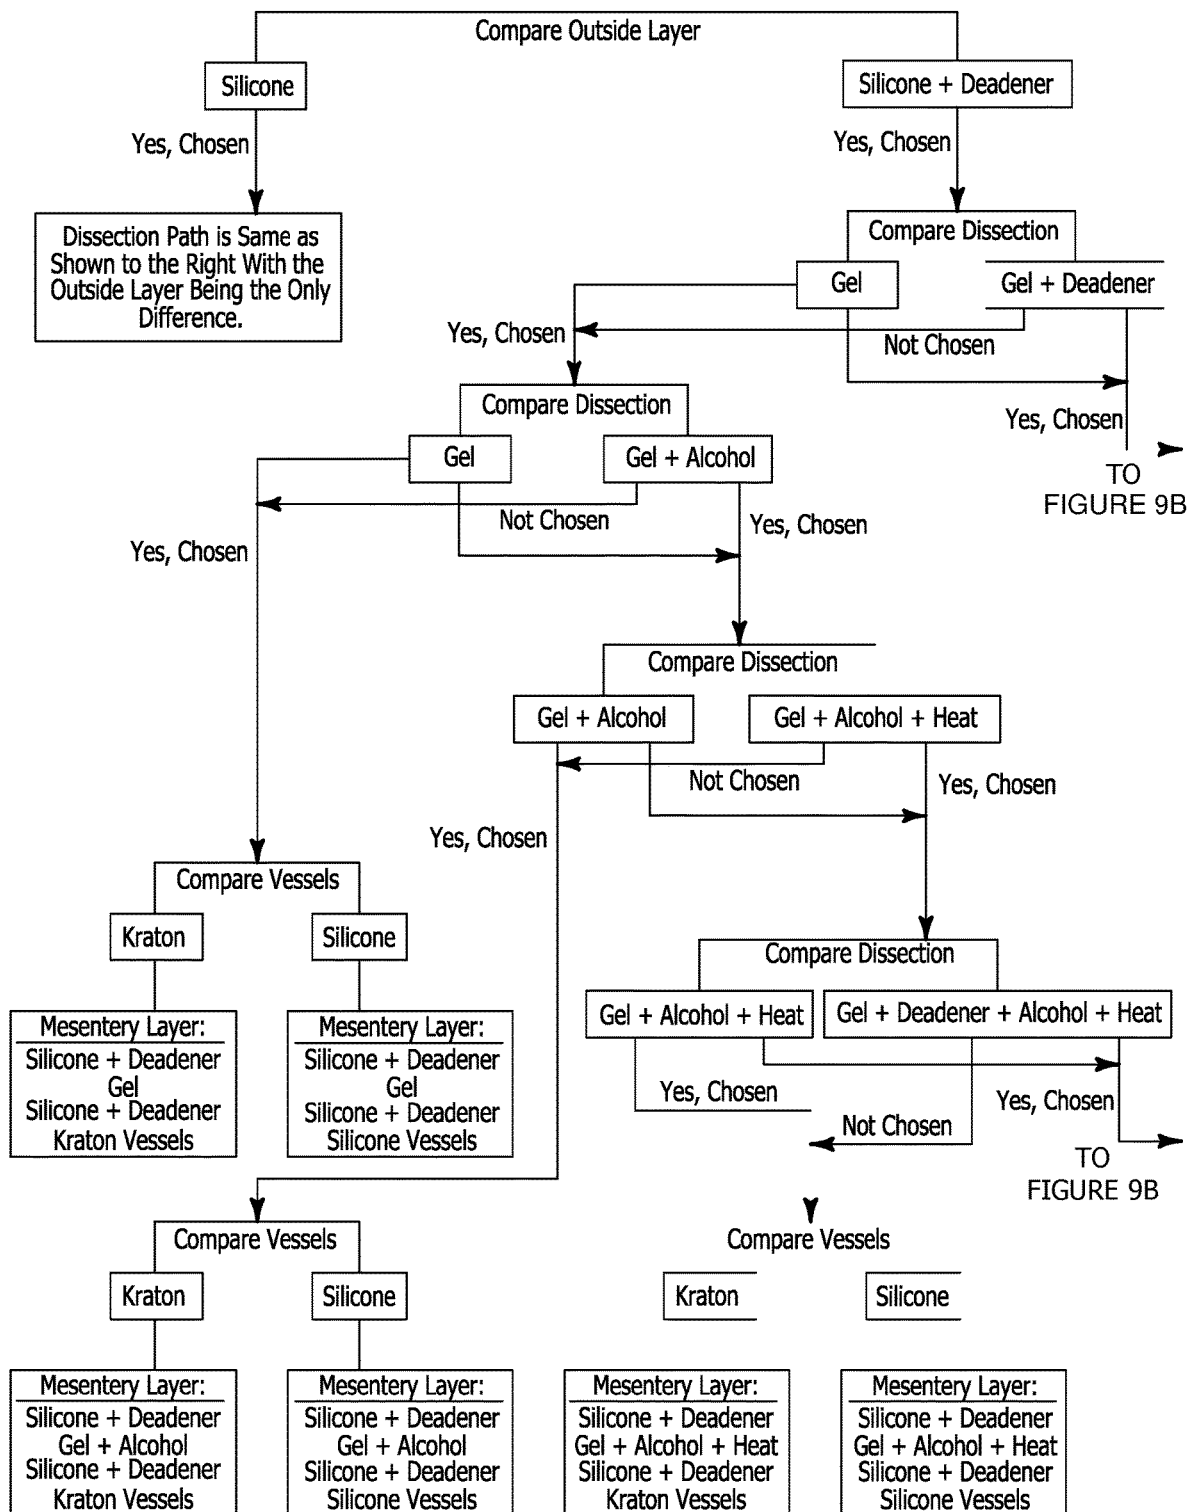 Compare Outside Layer
Silicone
Silicone + Deadener
Yes, Chosen
Yes, Chosen
Dissection Path is Same as
Shown to the Right With the
Outside Layer Being the Only
Difference.
Compare Dissection
Gel
Gel + Deadener
Yes, Chosen
Not Chosen
Compare Dissection
Yes, Chosen
Gel
Gel + Alcohol
TO
FIGURE 9B
Not Chosen
Yes, Chosen
Yes, Chosen
Compare Dissection
Gel + Alcohol
Gel + Alcohol + Heat
Not Chosen
Yes, Chosen
Yes, Chosen
Compare Vessels
Kraton
Silicone
Compare Dissection
Gel + Alcohol + Heat
Gel + Deadener + Alcohol + Heat
Mesentery Layer:
Silicone + Deadener
Gel
Silicone + Deadener
Kraton Vessels
Mesentery Layer:
Silicone + Deadener
Gel
Silicone + Deadener
Silicone Vessels
Yes, Chosen
Yes, Chosen
Not Chosen
TO
FIGURE 9B
Compare Vessels
Compare Vessels
Kraton
Silicone
Kraton
Silicone
Mesentery Layer:
Silicone + Deadener
Gel + Alcohol
Silicone + Deadener
Kraton Vessels
Mesentery Layer:
Silicone + Deadener
Gel + Alcohol
Silicone + Deadener
Silicone Vessels
Mesentery Layer:
Silicone + Deadener
Gel + Alcohol + Heat
Silicone + Deadener
Kraton Vessels
Mesentery Layer:
Silicone + Deadener
Gel + Alcohol + Heat
Silicone + Deadener
Silicone Vessels